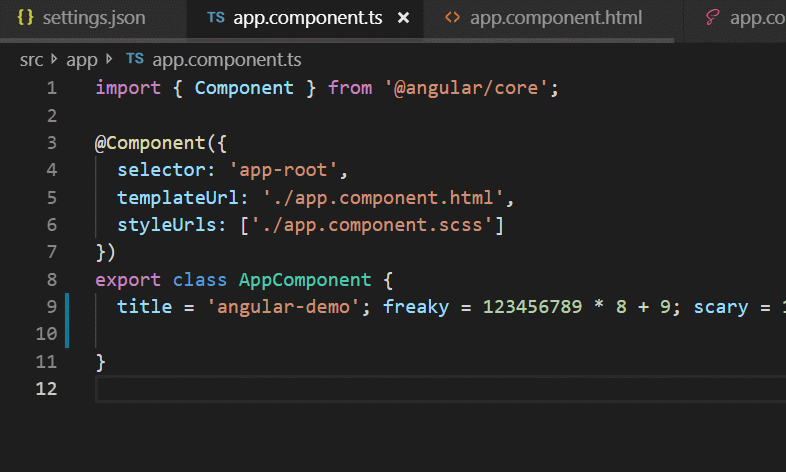 {} settings.json TS app.component.ts × <> app.component.html app.co
src > app > TS app.component.ts
1 import { Component } from '@angular/core';
2
3 @Component({
4 selector: 'app-root',
5 templateUrl: './app.component.html',
6 styleUrls: ['./app.component.scss']
7 })
8 export class AppComponent {
9 title = 'angular-demo'; freaky = 123456789 * 8 + 9; scary =
10
11 }
12